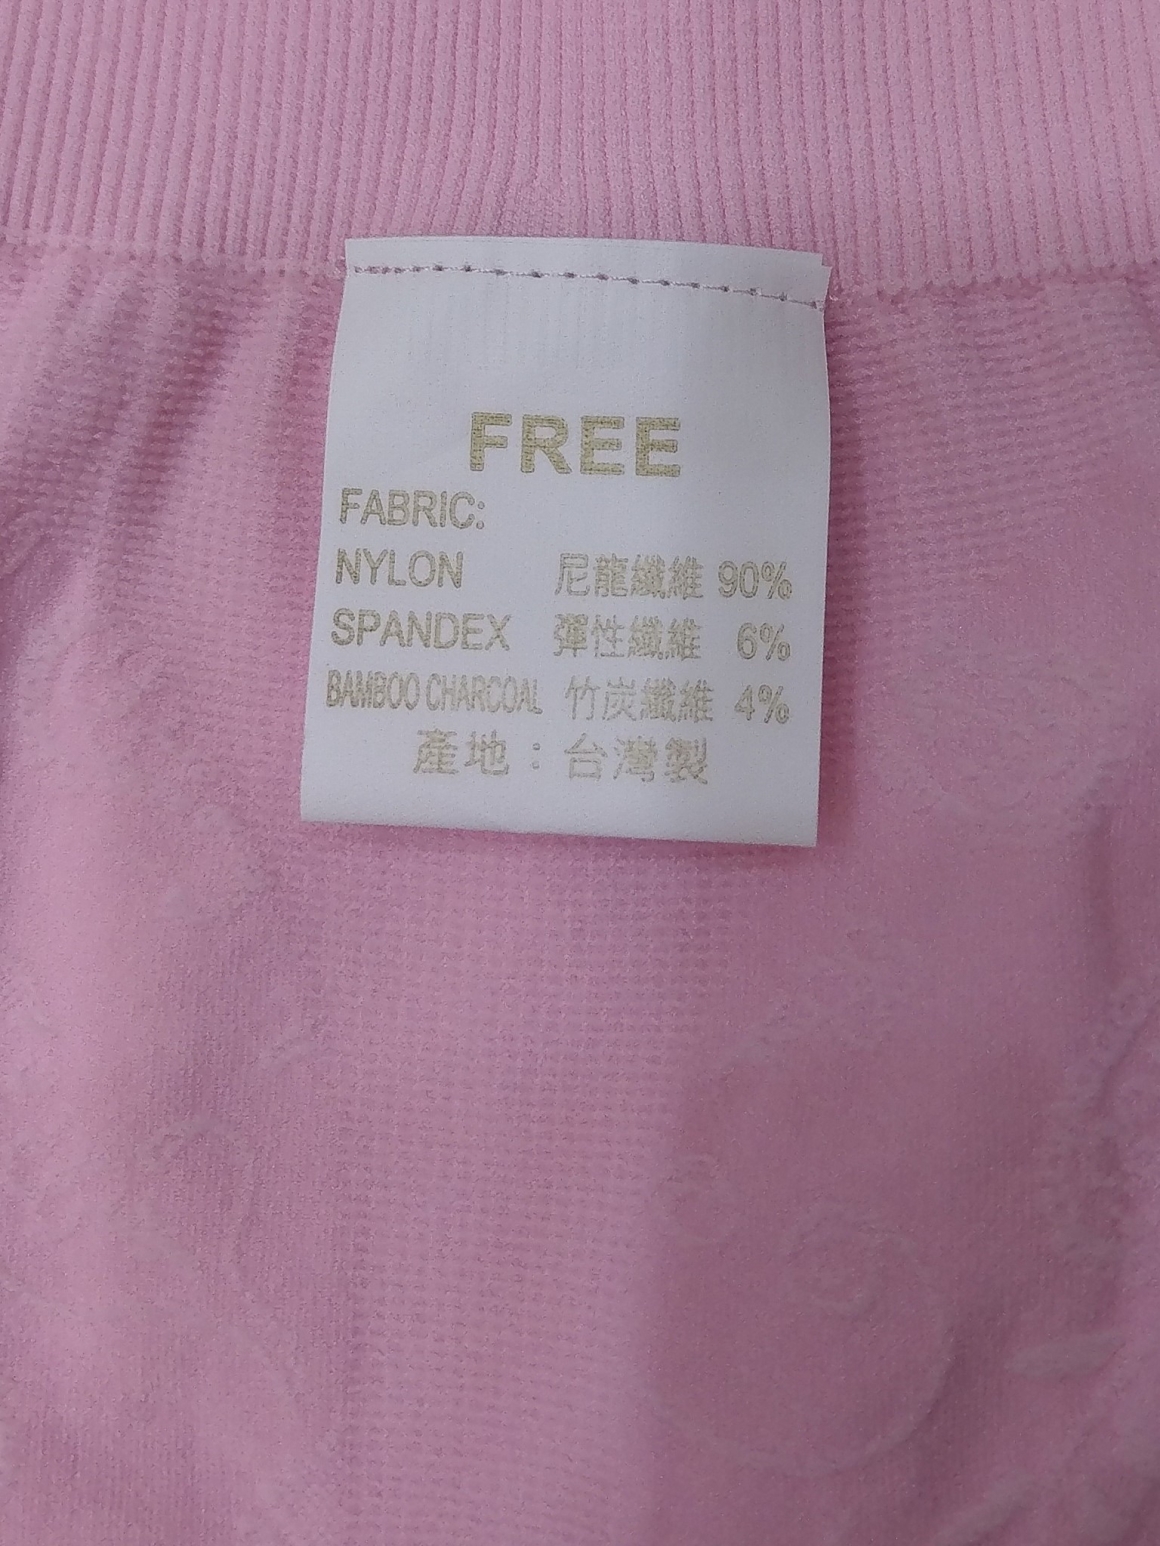 FREE
FABRIC:
NYLON 尼龍纖維 90%
SPANDEX 彈性纖維 6%
BAMBOO CHARCOAL 竹炭纖維 4%
產地：台灣製